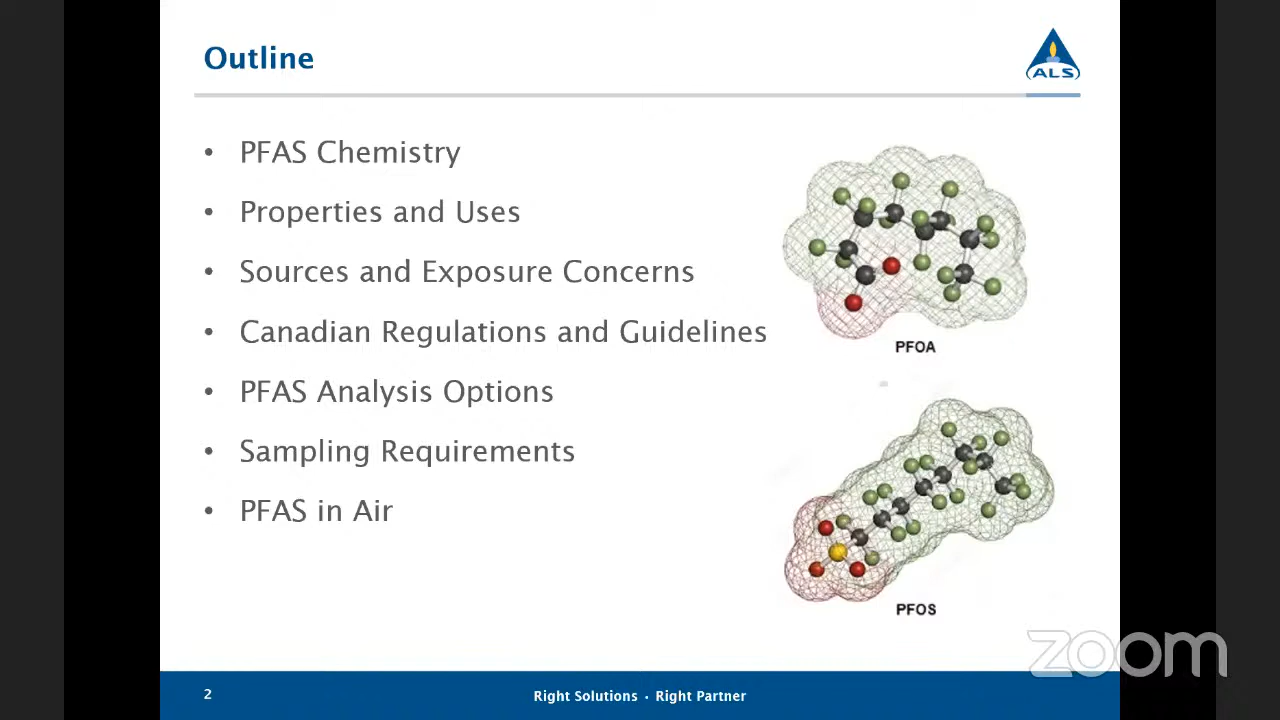 Outline
ALS
• PFAS Chemistry
• Properties and Uses
• Sources and Exposure Concerns
• Canadian Regulations and Guidelines
• PFAS Analysis Options
• Sampling Requirements
• PFAS in Air
PFOA
PFOS
zoom
2
Right Solutions • Right Partner